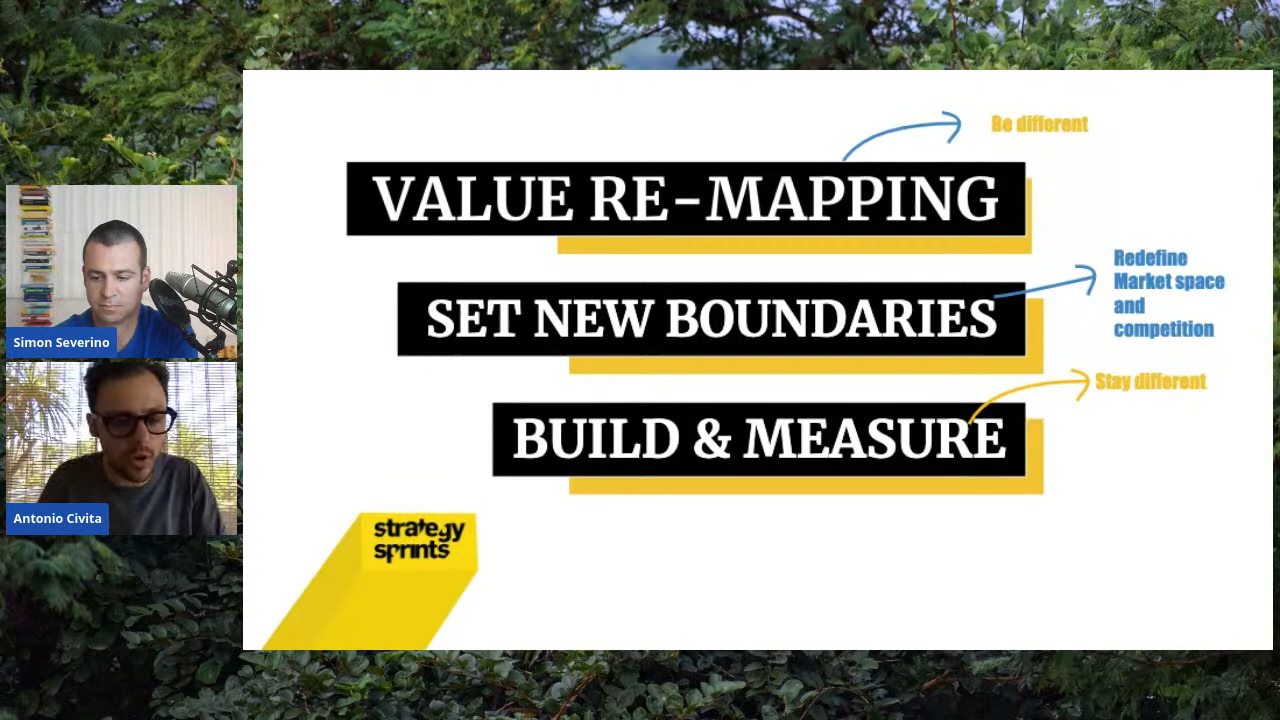 Be different
VALUE RE-MAPPING
Redefine
Market space
and
competition
SET NEW BOUNDARIES
Stay different
BUILD & MEASURE
strategy
sprints
Simon Severino
Antonio Civita